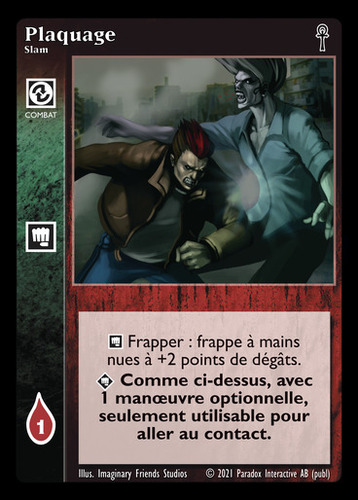 Plaquage
Slam
COMBAT
Frapper : frappe à mains
nues à +2 points de dégâts.
Comme ci-dessus, avec
1 manœuvre optionnelle,
seulement utilisable pour
aller au contact.
1
Illus. Imaginary Friends Studios © 2021 Paradox Interactive AB (publ)